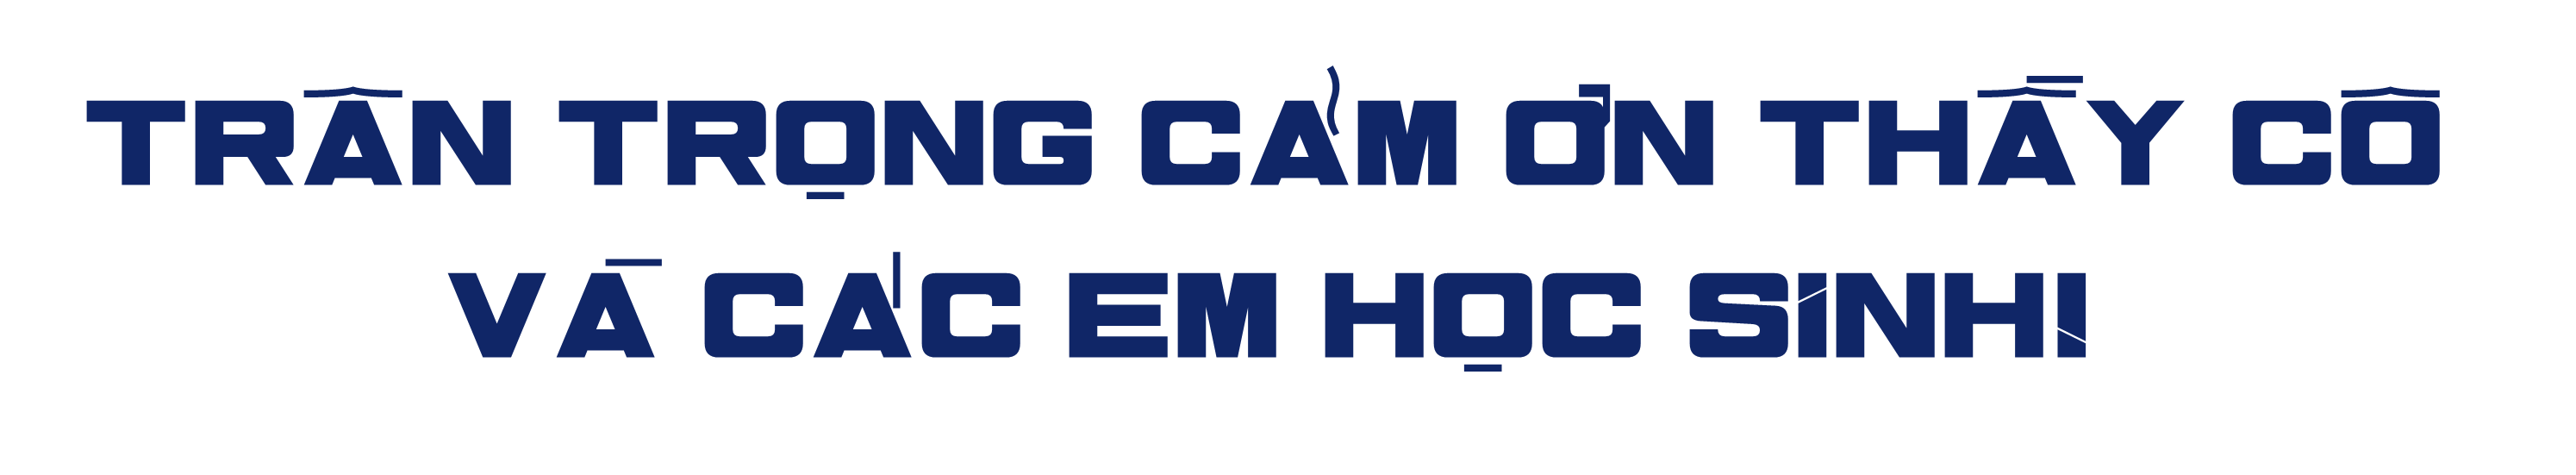 TRÂN TRỌNG CẢM ƠN THẦY CÔ
VÀ CÁC EM HỌC SINH!